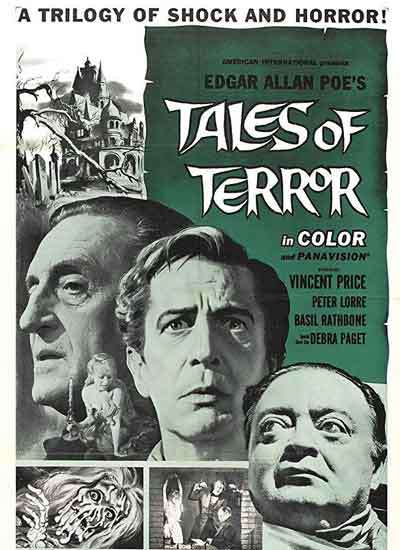 A TRILOGY OF SHOCK AND HORROR!
AMERICAN INTERNATIONAL presents
EDGAR ALLAN POE'S
TALES OF
TERROR
in COLOR
and PANAVISION®
VINCENT PRICE
PETER LORRE
BASIL RATHBONE
DEBRA PAGET